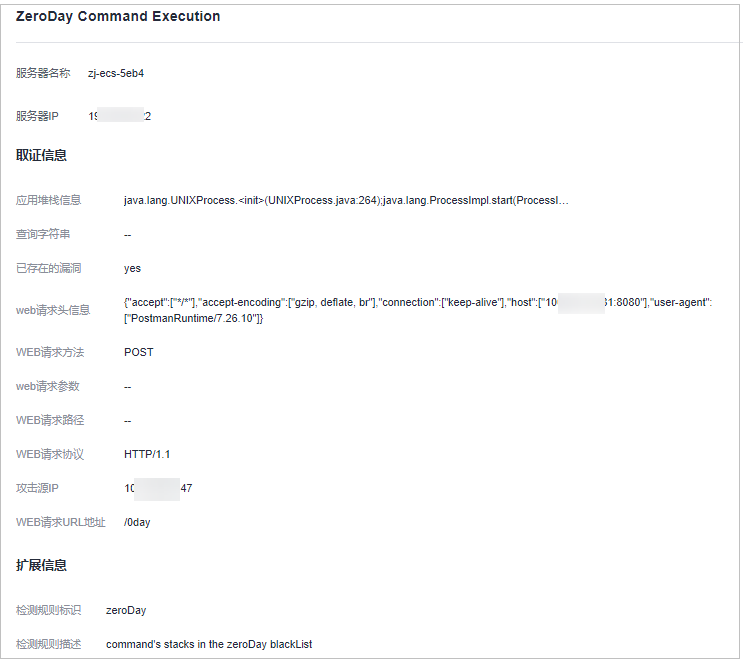 ZeroDay Command Execution
服务器名称 zj-ecs-5eb4
服务器IP 19 2
取证信息
应用堆栈信息 java.lang.UNIXProcess.<init>(UNIXProcess.java:264);java.lang.ProcessImpl.start(ProcessI...
查询字符串 --
已存在的漏洞 yes
web请求头信息 {"accept":["*/*"],"accept-encoding":["gzip, deflate, br"],"connection":["keep-alive"],"host":["10 31:8080"],"user-agent":
["PostmanRuntime/7.26.10"]}
WEB请求方法 POST
web请求参数 --
WEB请求路径 --
WEB请求协议 HTTP/1.1
攻击源IP 10 47
WEB请求URL地址 /0day
扩展信息
检测规则标识 zeroDay
检测规则描述 command's stacks in the zeroDay blackList